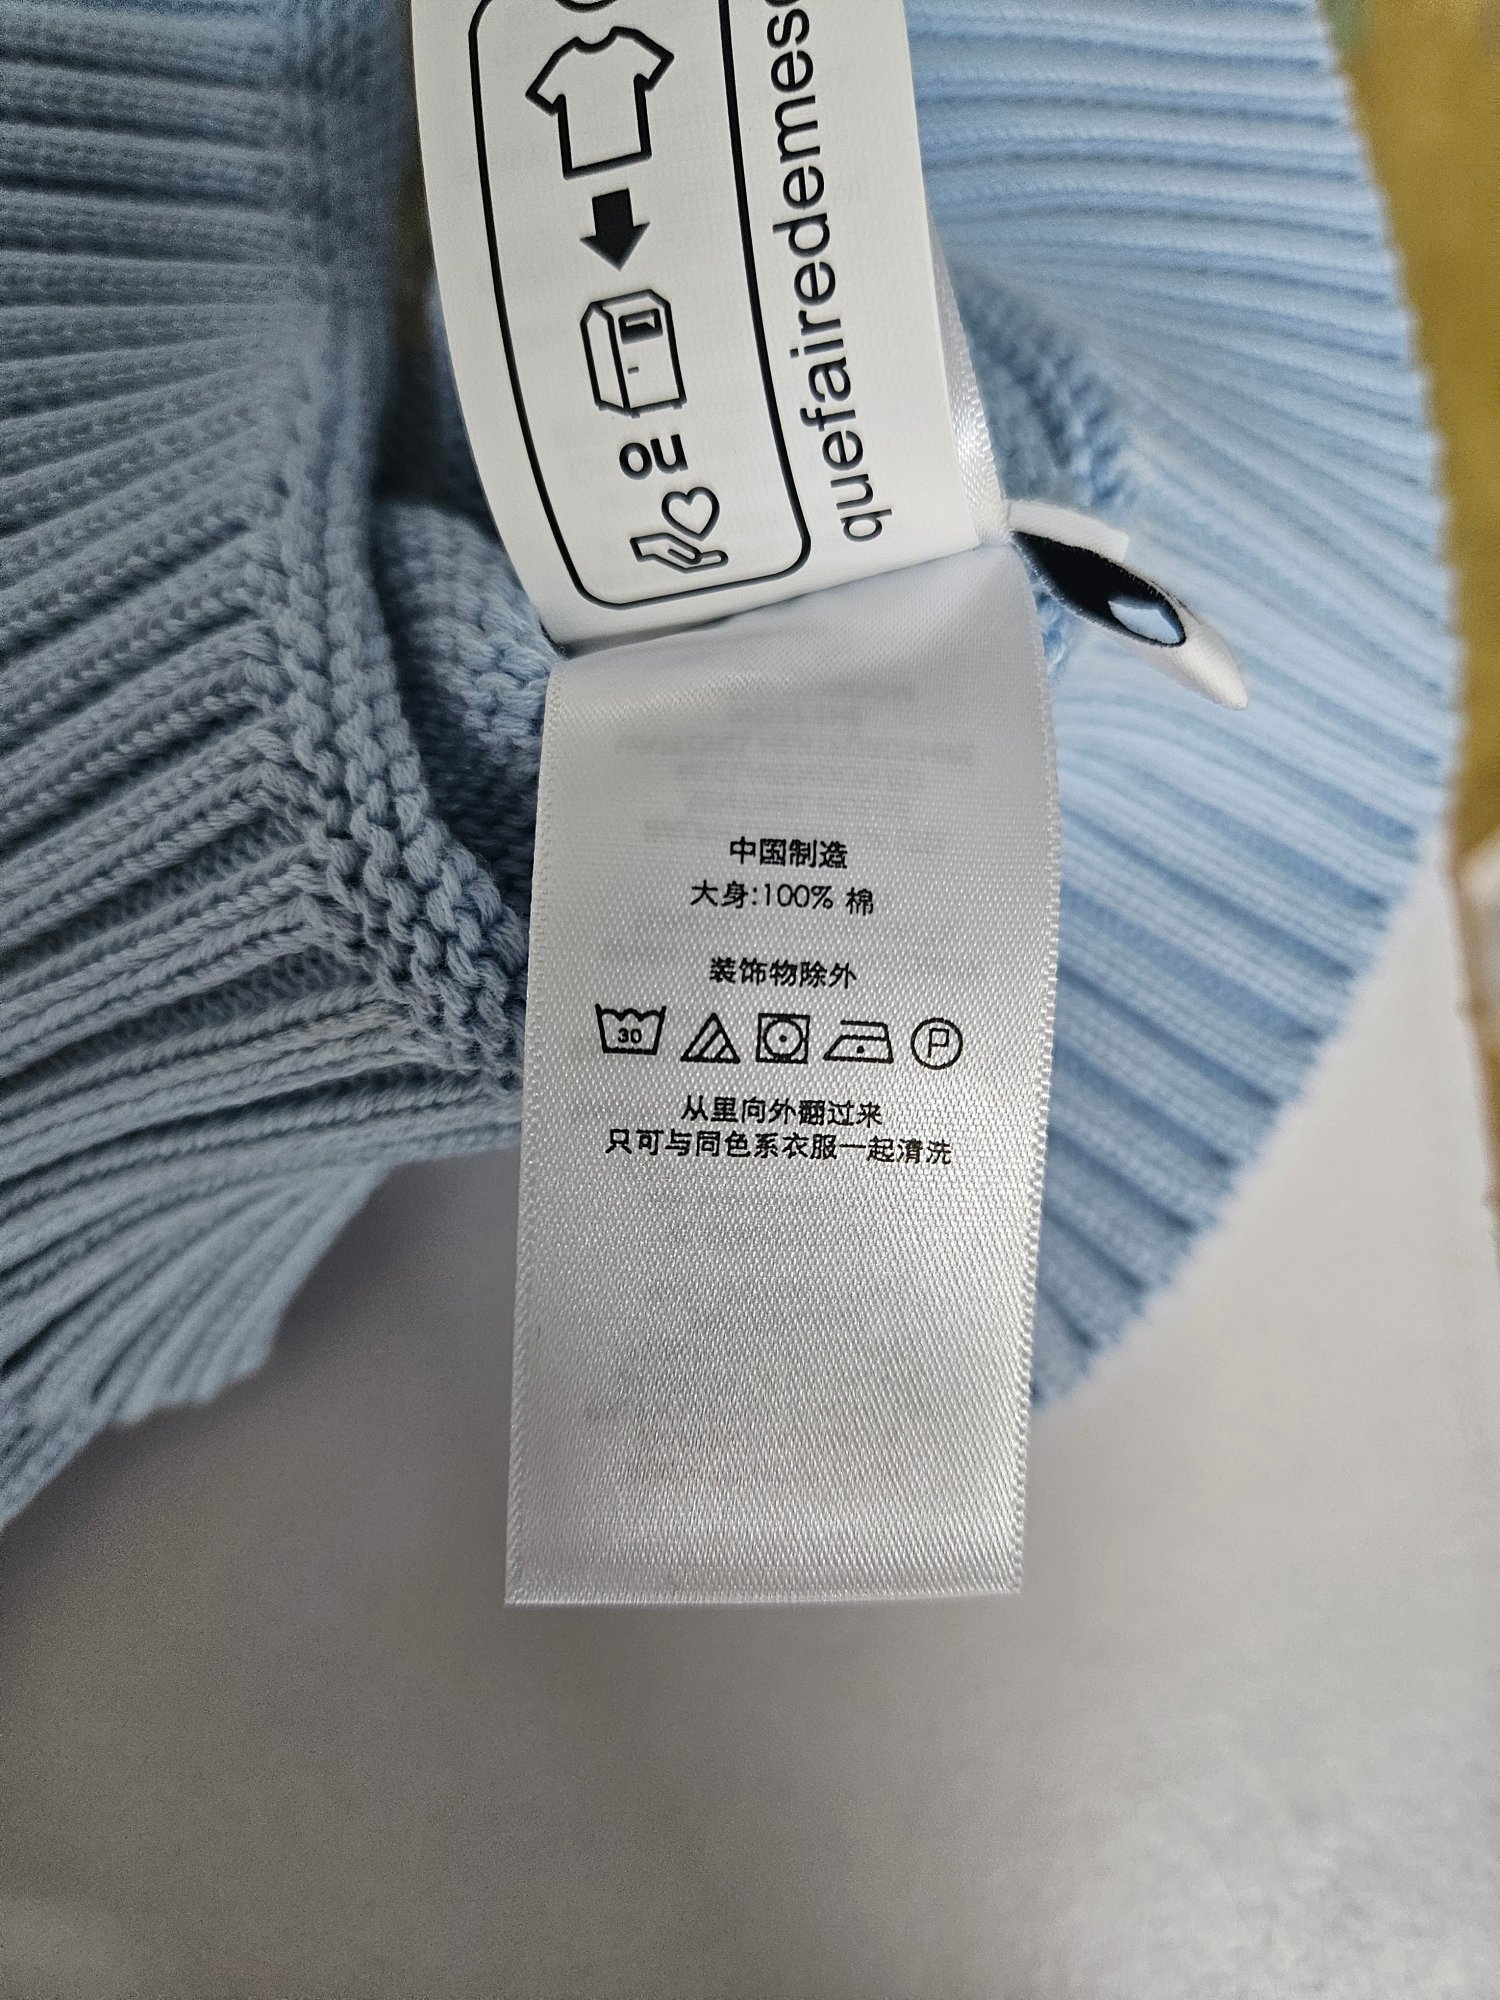 ou
quefairedemes
中国制造
大身:100% 棉
装饰物除外
30
P
从里向外翻过来
只可与同色系衣服一起清洗